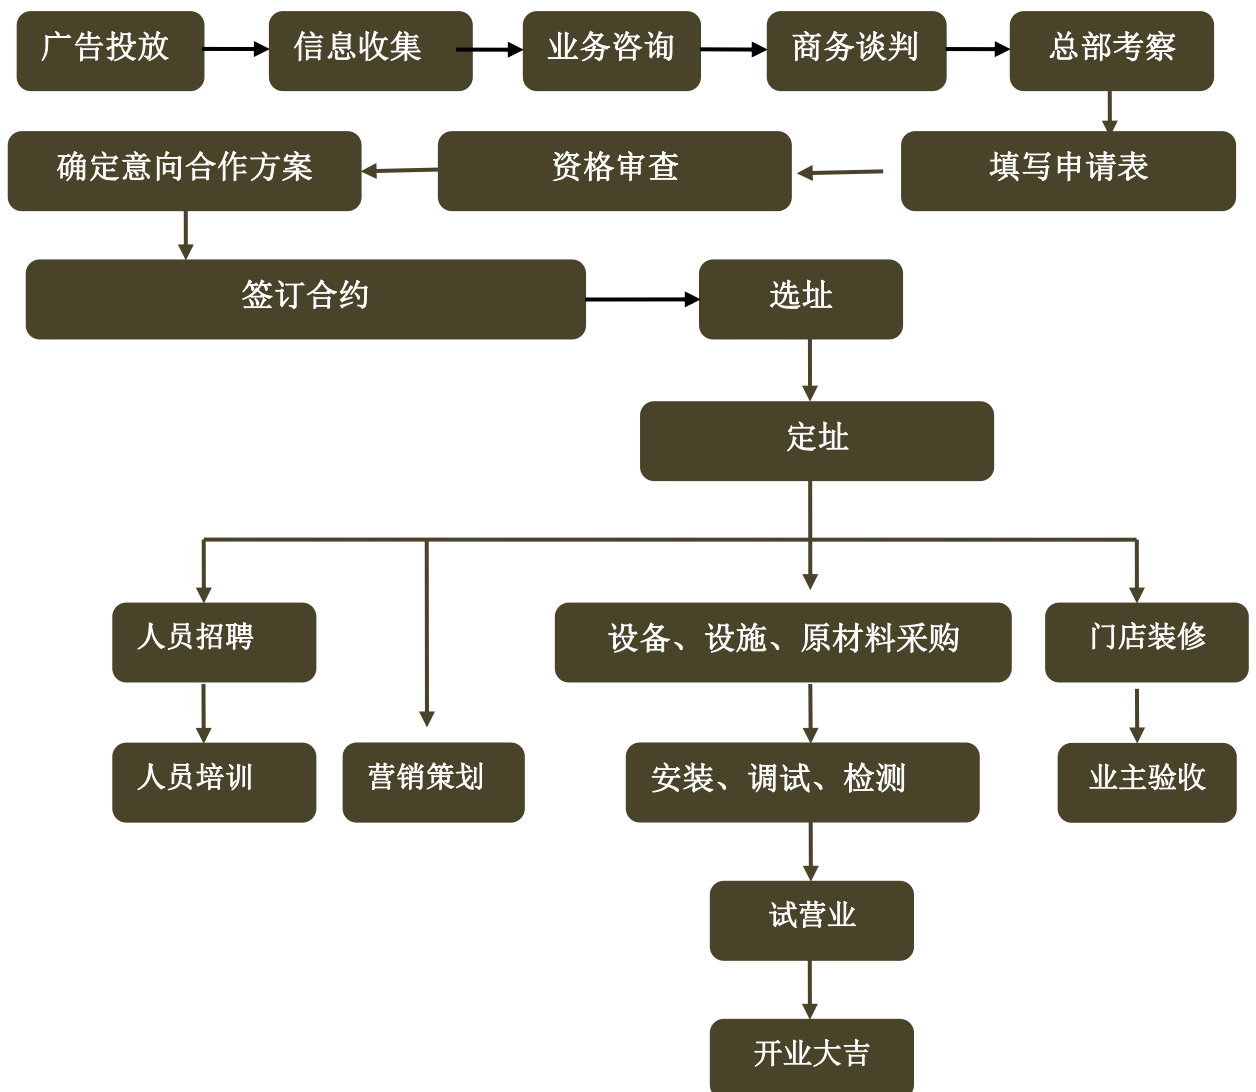 广告投放
信息收集
业务咨询
商务谈判
总部考察
确定意向合作方案
资格审查
填写申请表
签订合约
选址
定址
人员招聘
设备、设施、原材料采购
门店装修
人员培训
营销策划
安装、调试、检测
业主验收
试营业
开业大吉